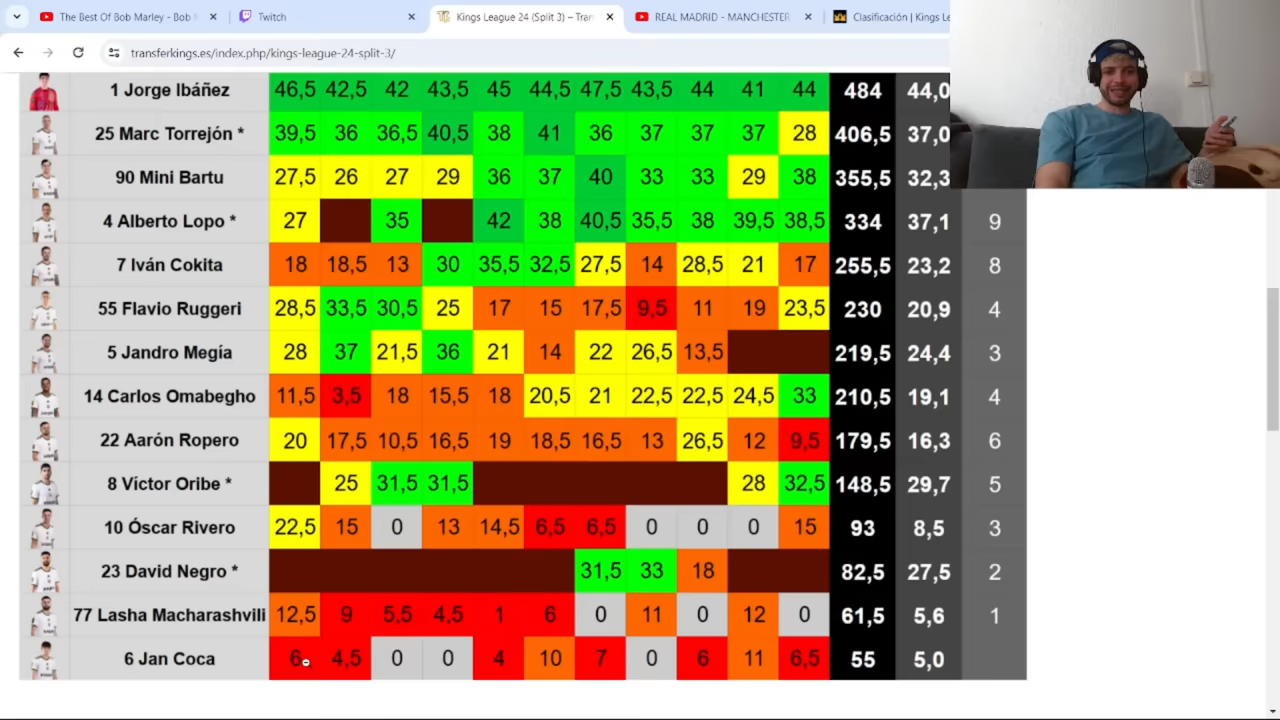 The Best Of Bob Marley - Bob
Twitch
Kings League 24 (Split 3) – Tran
REAL MADRID - MANCHESTER
Clasificación | Kings Le
transferkings.es/index.php/kings-league-24-split-3/
1 Jorge Ibáñez 46,5 42,5 42 43,5 45 44,5 47,5 43,5 44 41 44 484 44,0
25 Marc Torrejón * 39,5 36 36,5 40,5 38 41 36 37 37 37 28 406,5 37,0
90 Mini Bartu 27,5 26 27 29 36 37 40 33 33 29 38 355,5 32,3
4 Alberto Lopo * 27 35 42 38 40,5 35,5 38 39,5 38,5 334 37,1 9
7 Iván Cokita 18 18,5 13 30 35,5 32,5 27,5 14 28,5 21 17 255,5 23,2 8
55 Flavio Ruggeri 28,5 33,5 30,5 25 17 15 17,5 9,5 11 19 23,5 230 20,9 4
5 Jandro Megía 28 37 21,5 36 21 14 22 26,5 13,5 219,5 24,4 3
14 Carlos Omabegho 11,5 3,5 18 15,5 18 20,5 21 22,5 22,5 24,5 33 210,5 19,1 4
22 Aarón Ropero 20 17,5 10,5 16,5 19 18,5 16,5 13 26,5 12 9,5 179,5 16,3 6
8 Víctor Oribe * 25 31,5 31,5 28 32,5 148,5 29,7 5
10 Óscar Rivero 22,5 15 0 13 14,5 6,5 6,5 0 0 0 15 93 8,5 3
23 David Negro * 31,5 33 18 82,5 27,5 2
77 Lasha Macharashvili 12,5 9 5,5 4,5 1 6 0 11 0 12 0 61,5 5,6 1
6 Jan Coca 6 4,5 0 0 4 10 7 0 6 11 6,5 55 5,0